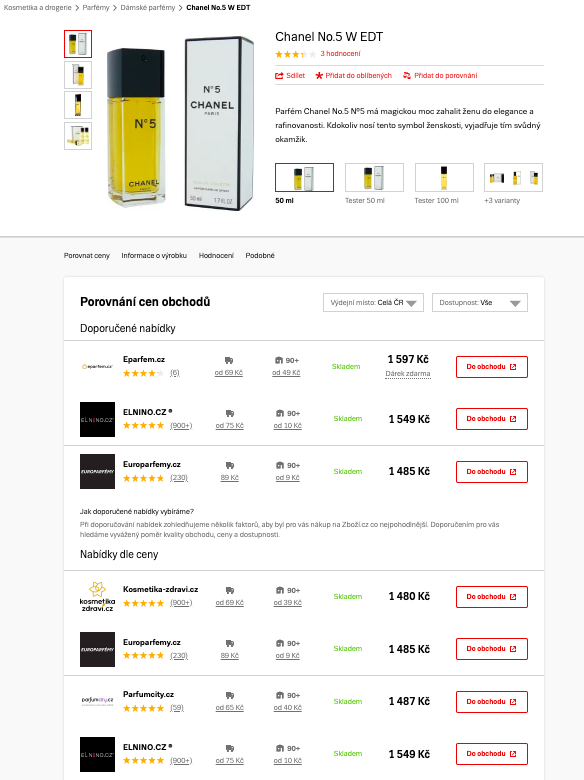 Kosmetika a drogerie > Parfémy > Dámské parfémy > Chanel No.5 W EDT
Chanel No.5 W EDT
3 hodnocení
Sdílet Přidat do oblíbených Přidat do porovnání
Parfém Chanel No.5 Nº5 má magickou moc zahalit ženu do elegance a
rafinovanosti. Kdokoliv nosí tento symbol ženskosti, vyjadřuje tím svůdný
okamžik.
Nº5
CHANEL
PARIS
Nº5
CHANEL
50 ml Tester 50 ml Tester 100 ml +3 varianty
Porovnat ceny Informace o výrobku Hodnocení Podobné
Porovnání cen obchodů
Výdejní místo: Celá ČR Dostupnost: Vše
Doporučené nabídky
eparfem.cz
Eparfem.cz 90+ 1 597 Kč
(6) od 69 Kč od 49 Kč Skladem Dárek zdarma Do obchodu
ELNINO.CZ
ELNINO.CZ 90+
(900+) od 75 Kč od 10 Kč Skladem 1 549 Kč Do obchodu
EUROPARFÉMY
Europarfemy.cz 90+
(230) 89 Kč od 9 Kč Skladem 1 485 Kč Do obchodu
Jak doporučené nabídky vybíráme?
Při doporučování nabídek zohledňujeme několik faktorů, aby byl pro vás nákup na Zboží.cz co nejpohodlnější. Doporučením pro vás
hledáme vyvážený poměr kvality obchodu, ceny a dostupnosti.
Nabídky dle ceny
kosmetika
zdraví.cz
Kosmetika-zdravi.cz 90+
(900+) od 69 Kč od 39 Kč Skladem 1 480 Kč Do obchodu
EUROPARFÉMY
Europarfemy.cz 90+
(230) 89 Kč od 9 Kč Skladem 1 485 Kč Do obchodu
parfumcity.cz
Parfumcity.cz 90+
(59) od 65 Kč od 40 Kč Skladem 1 487 Kč Do obchodu
ELNINO.CZ
ELNINO.CZ 90+
(900+) od 75 Kč od 10 Kč Skladem 1 549 Kč Do obchodu